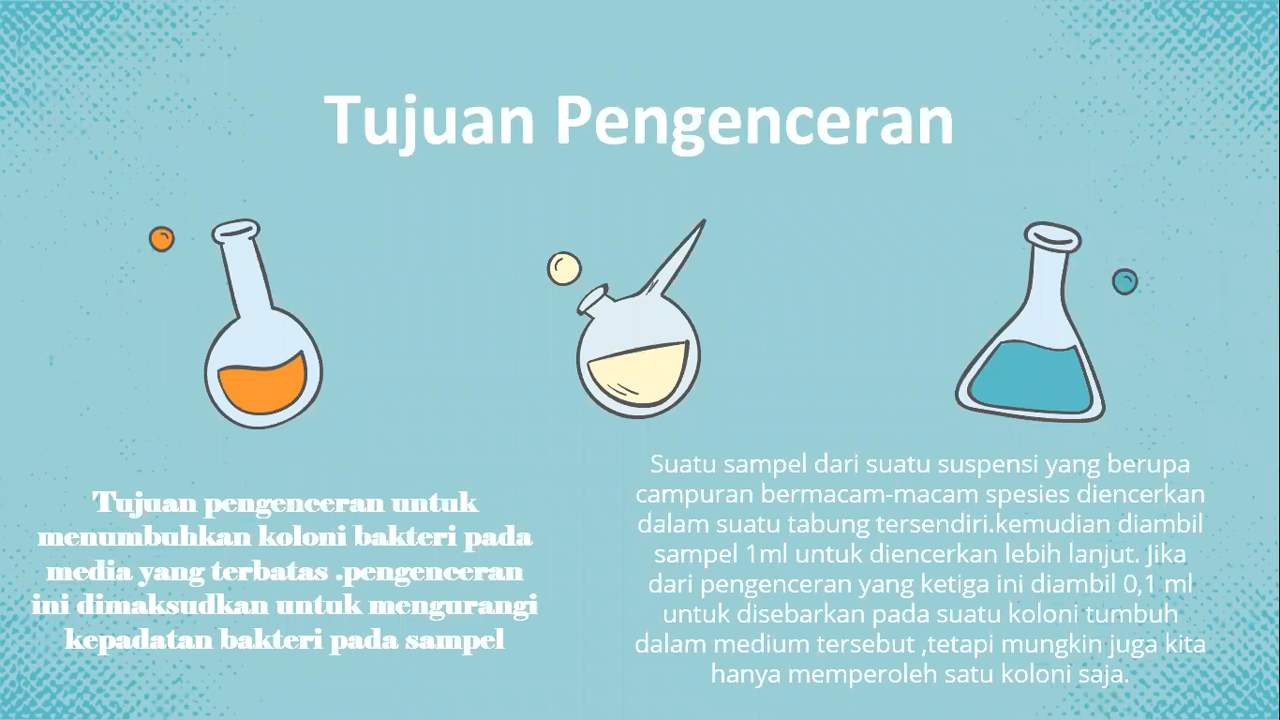 Tujuan Pengenceran
Tujuan pengenceran untuk
menumbuhkan koloni bakteri pada
media yang terbatas .pengenceran
ini dimaksudkan untuk mengurangi
kepadatan bakteri pada sampel
Suatu sampel dari suatu suspensi yang berupa
campuran bermacam-macam spesies diencerkan
dalam suatu tabung tersendiri.kemudian diambil
sampel 1ml untuk diencerkan lebih lanjut. Jika
dari pengenceran yang ketiga ini diambil 0,1 ml
untuk disebarkan pada suatu koloni tumbuh
dalam medium tersebut ,tetapi mungkin juga kita
hanya memperoleh satu koloni saja.